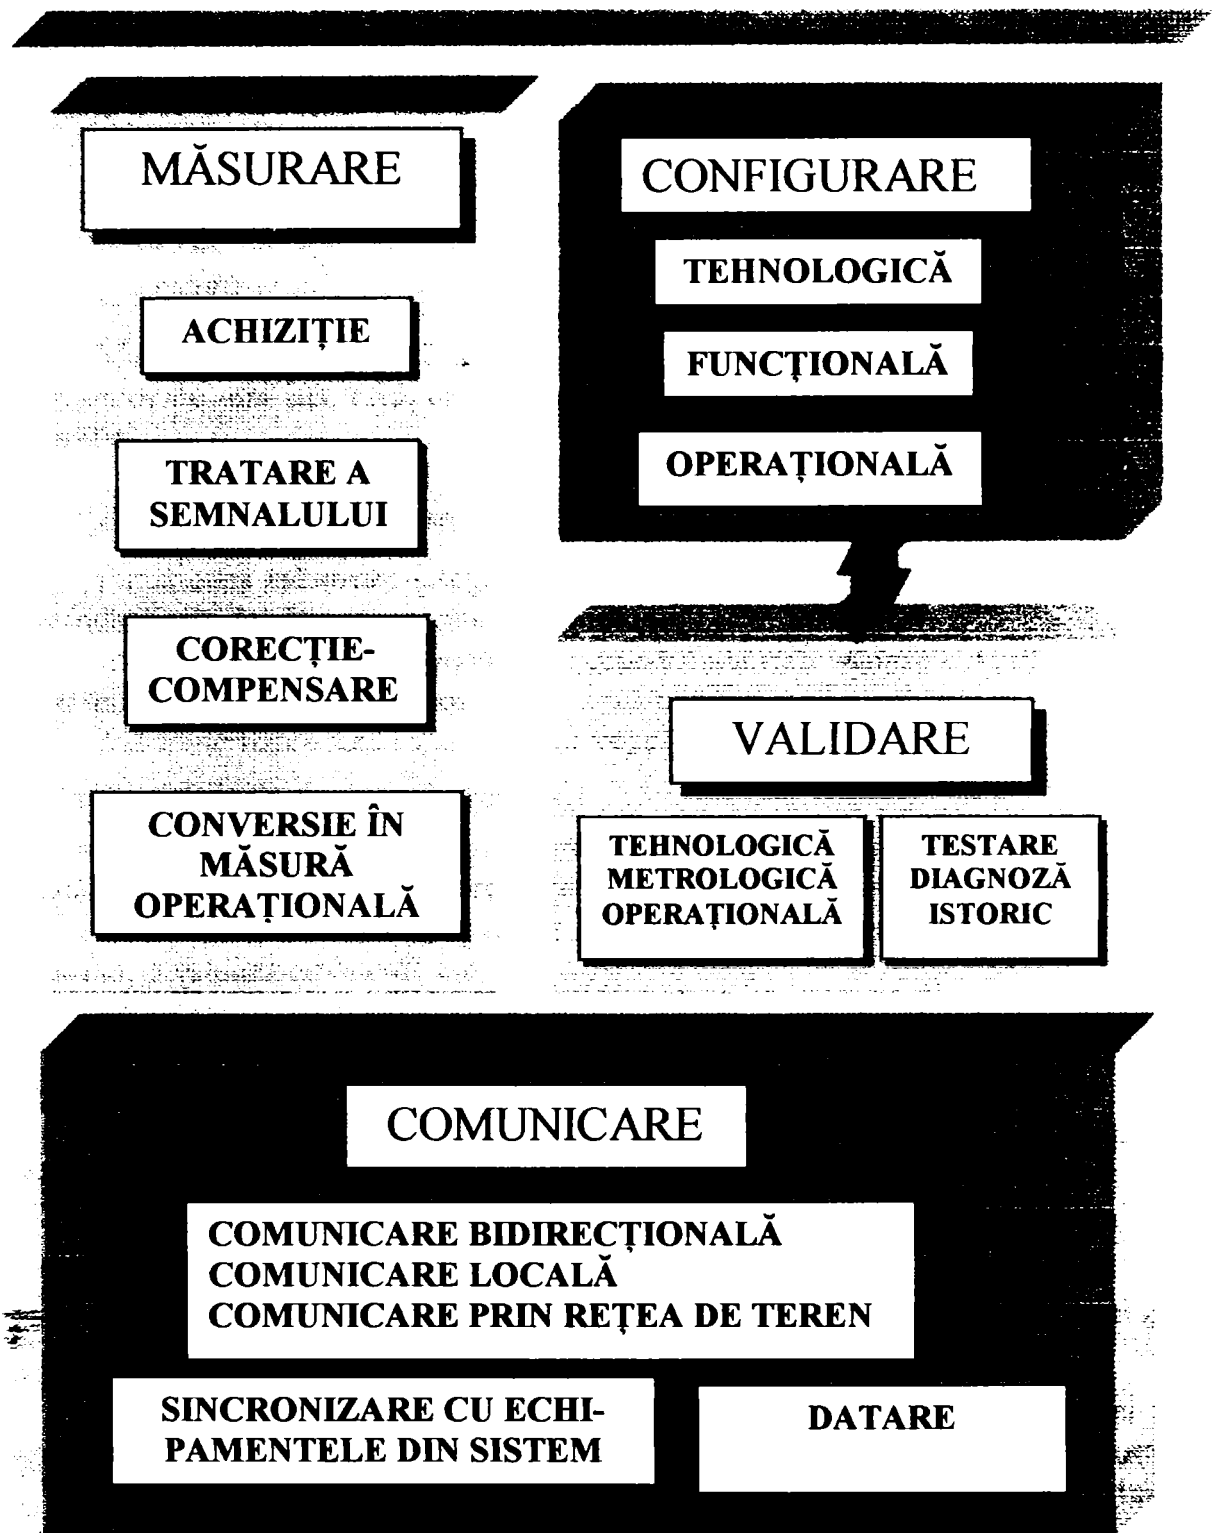 MĂSURARE
ACHIZIȚIE
TRATARE A
SEMNALULUI
CORECȚIE-
COMPENSARE
CONVERSIE ÎN
MĂSURĂ
OPERAȚIONALĂ
CONFIGURARE
TEHNOLOGICĂ
FUNCȚIONALĂ
OPERAȚIONALĂ
VALIDARE
TEHNOLOGICĂ
METROLOGICĂ
OPERAȚIONALĂ
TESTARE
DIAGNOZĂ
ISTORIC
COMUNICARE
COMUNICARE BIDIRECȚIONALĂ
COMUNICARE LOCALĂ
COMUNICARE PRIN REȚEA DE TEREN
SINCRONIZARE CU ECHI-
PAMENTELE DIN SISTEM
DATARE